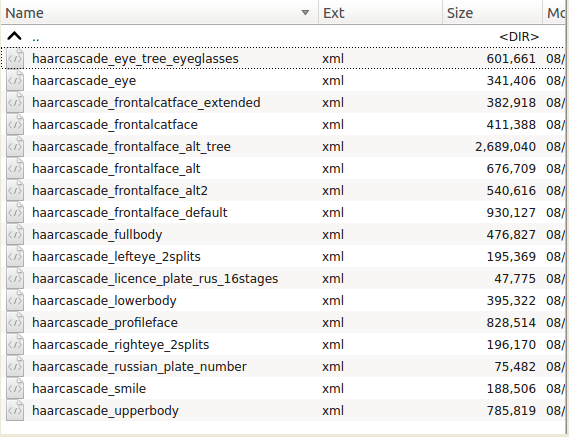 Name Ext Size Mo
.. <DIR>
haarcascade_eye_tree_eyeglasses xml 601,661 08/
haarcascade_eye xml 341,406 08/
haarcascade_frontalcatface_extended xml 382,918 08/
haarcascade_frontalcatface xml 411,388 08/
haarcascade_frontalface_alt_tree xml 2,689,040 08/
haarcascade_frontalface_alt xml 676,709 08/
haarcascade_frontalface_alt2 xml 540,616 08/
haarcascade_frontalface_default xml 930,127 08/
haarcascade_fullbody xml 476,827 08/
haarcascade_lefteye_2splits xml 195,369 08/
haarcascade_licence_plate_rus_16stages xml 47,775 08/
haarcascade_lowerbody xml 395,322 08/
haarcascade_profileface xml 828,514 08/
haarcascade_righteye_2splits xml 196,170 08/
haarcascade_russian_plate_number xml 75,482 08/
haarcascade_smile xml 188,506 08/
haarcascade_upperbody xml 785,819 08/